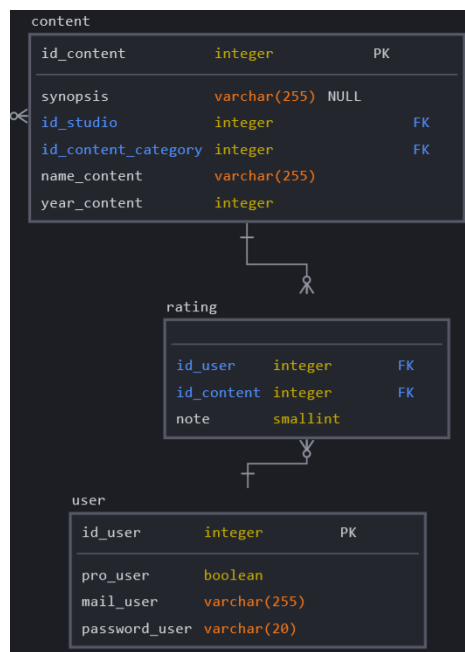 content
id_content integer PK
synopsis varchar(255) NULL
id_studio integer FK
id_content_category integer FK
name_content varchar(255)
year_content integer
rating
id_user integer FK
id_content integer FK
note smallint
user
id_user integer PK
pro_user boolean
mail_user varchar(255)
password_user varchar(20)